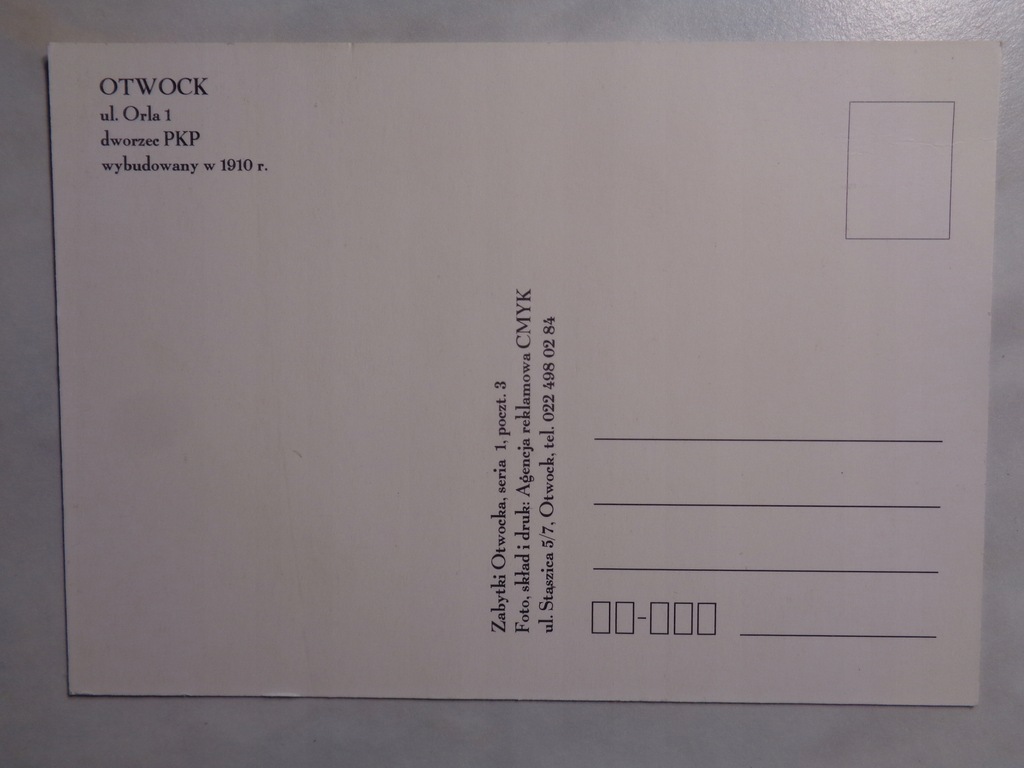 OTWOCK
ul. Orla 1
dworzec PKP
wybudowany w 1910 r.
Zabytki Otwocka, seria 1, poczt. 3
Foto, skład i druk: Agencja reklamowa CMYK
ul. Staszica 5/7, Otwock, tel. 022 498 02 84